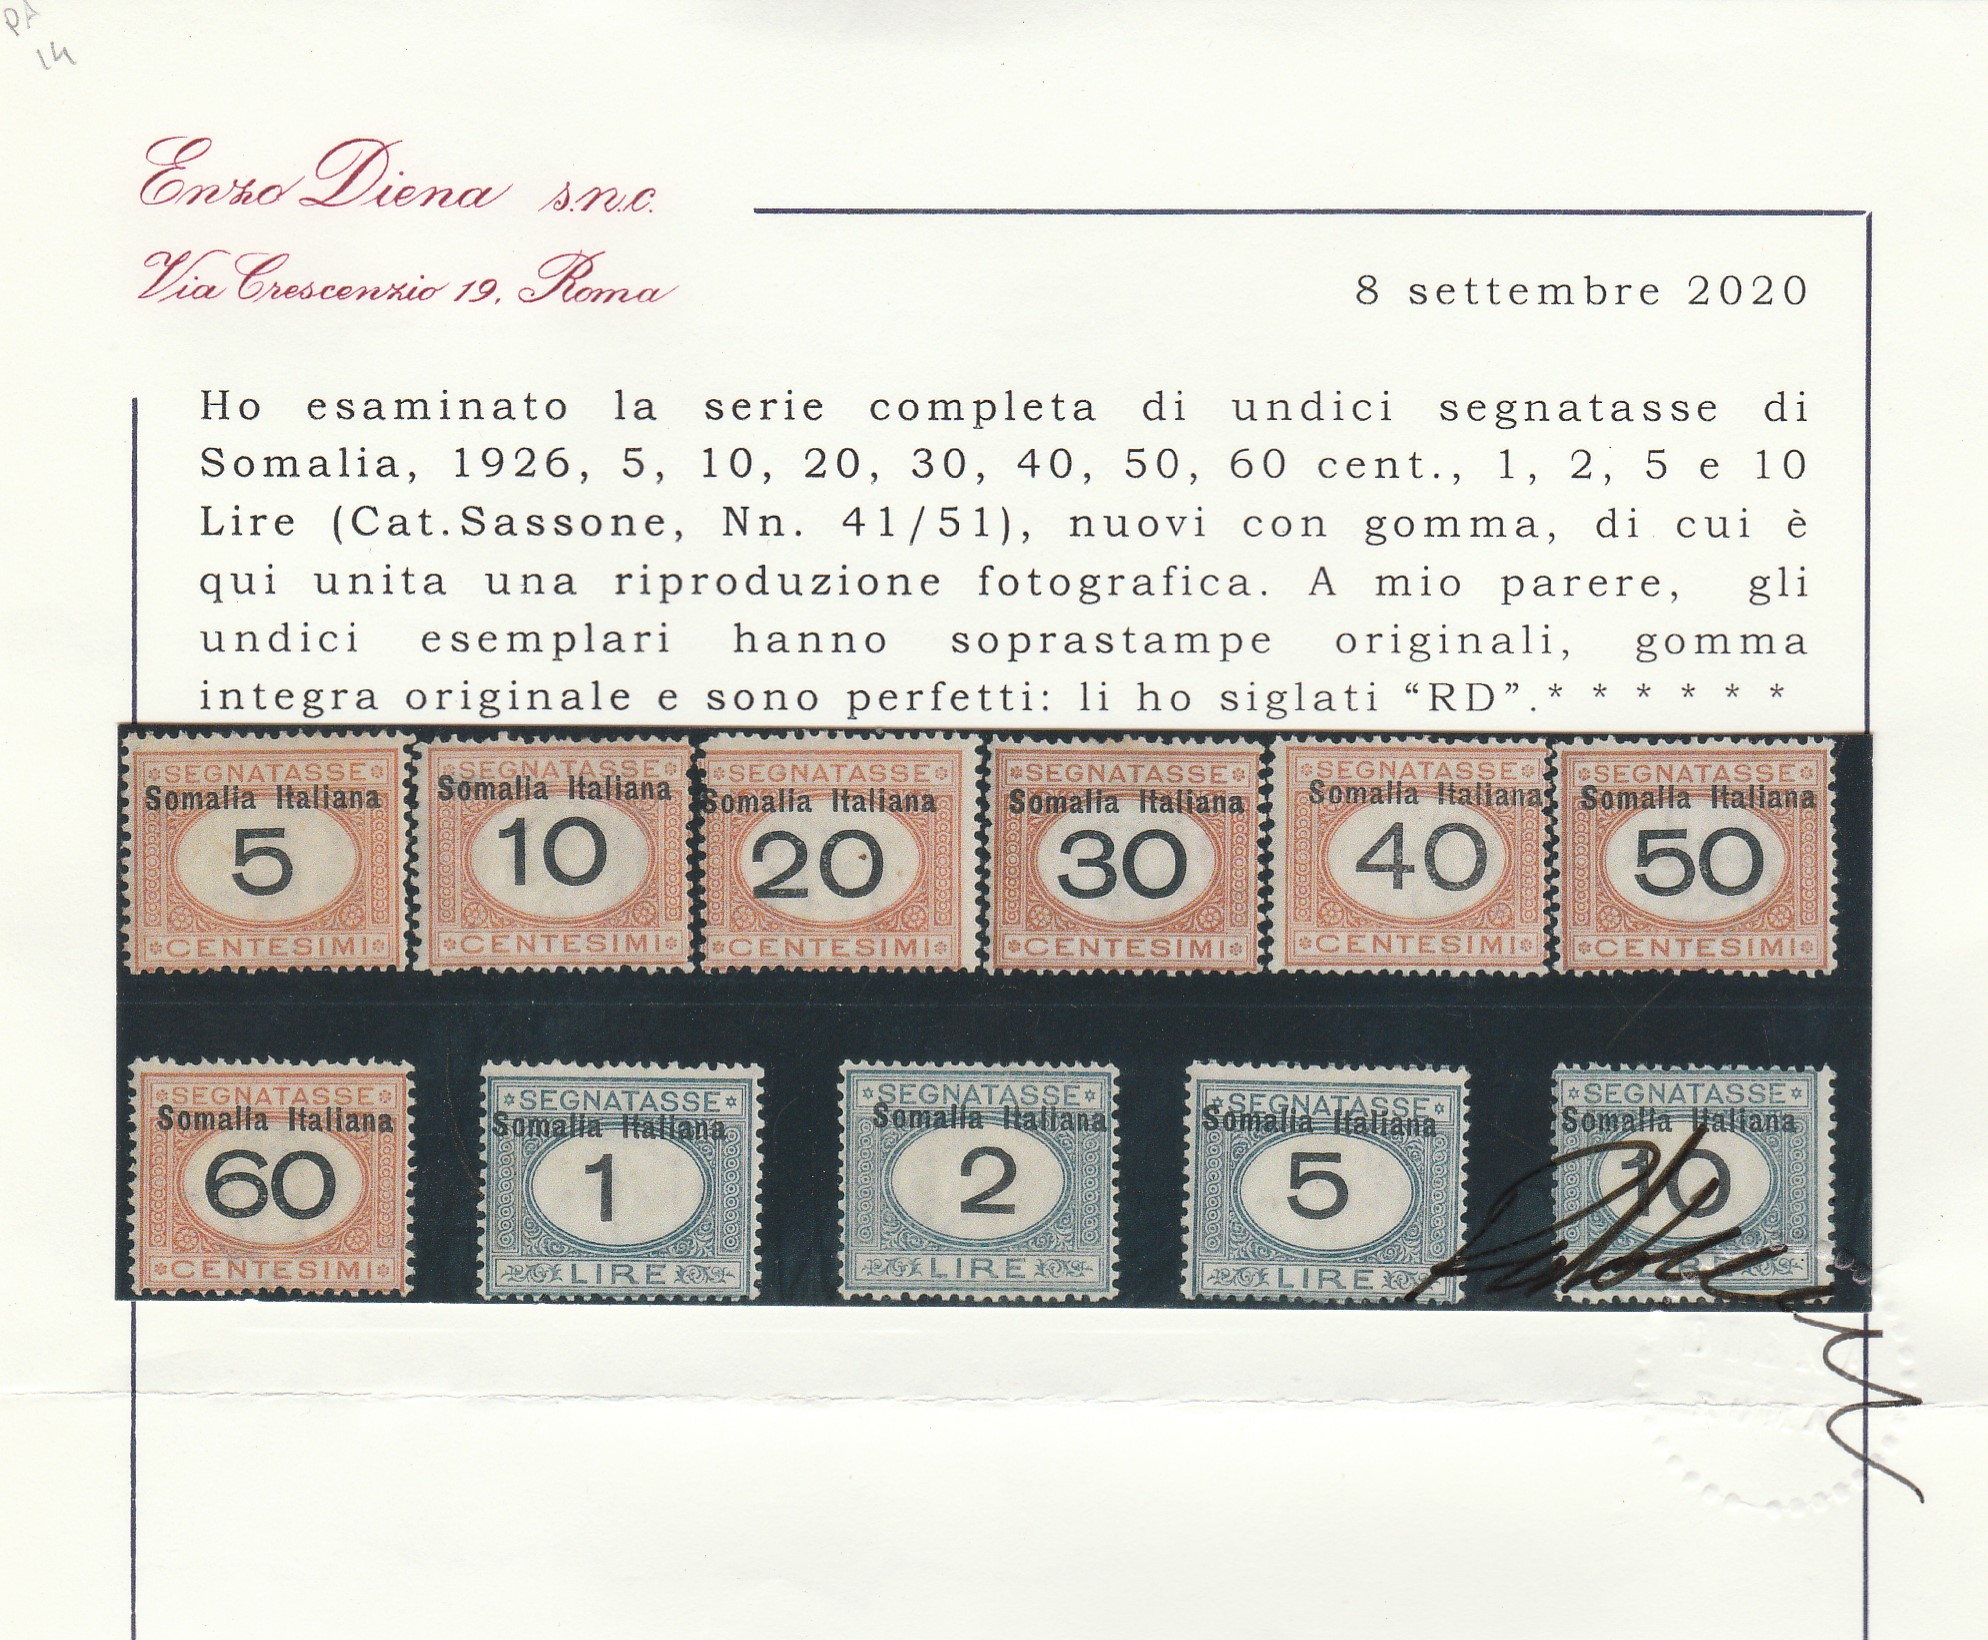 14
Enzo Diena s.n.c.
Via Crescenzio 19, Roma
8 settembre 2020
Ho esaminato la serie completa di undici segnatasse di
Somalia, 1926, 5, 10, 20, 30, 40, 50, 60 cent., 1, 2, 5 e 10
Lire (Cat.Sassone, Nn. 41/51), nuovi con gomma, di cui è
qui unita una riproduzione fotografica. A mio parere, gli
undici esemplari hanno soprastampe originali, gomma
integra originale e sono perfetti: li ho siglati “RD”.* * * * * *
SEGNATASSE SEGNATASSE SEGNATASSE SEGNATASSE SEGNATASSE SEGNATASSE
Somalia Italiana Somalia Italiana Somalia Italiana Somalia Italiana Somalia Italiana Somalia Italiana
5 10 20 30 40 50
CENTESIMI CENTESIMI CENTESIMI CENTESIMI CENTESIMI CENTESIMI
SEGNATASSE SEGNATASSE SEGNATASSE SEGNATASSE SEGNATASSE
Somalia Italiana Somalia Italiana Somalia Italiana Somalia Italiana Somalia Italiana
60 1 2 5 10
CENTESIMI LIRE LIRE LIRE LIRE